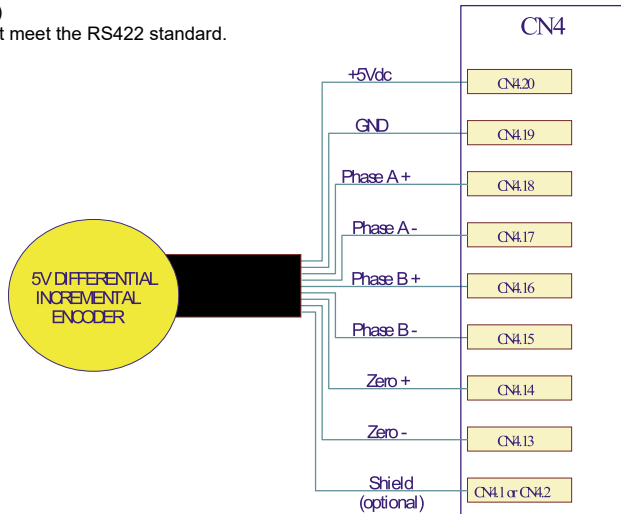 )
t meet the RS422 standard.
CN4
+5Vdc
CN4.20
GND
CN4.19
Phase A +
CN4.18
Phase A -
CN4.17
5V DIFFERENTIAL
INCREMENTAL
ENCODER
Phase B +
CN4.16
Phase B -
CN4.15
Zero +
CN4.14
Zero -
CN4.13
Shield
(optional)
CN4.1 or CN4.2